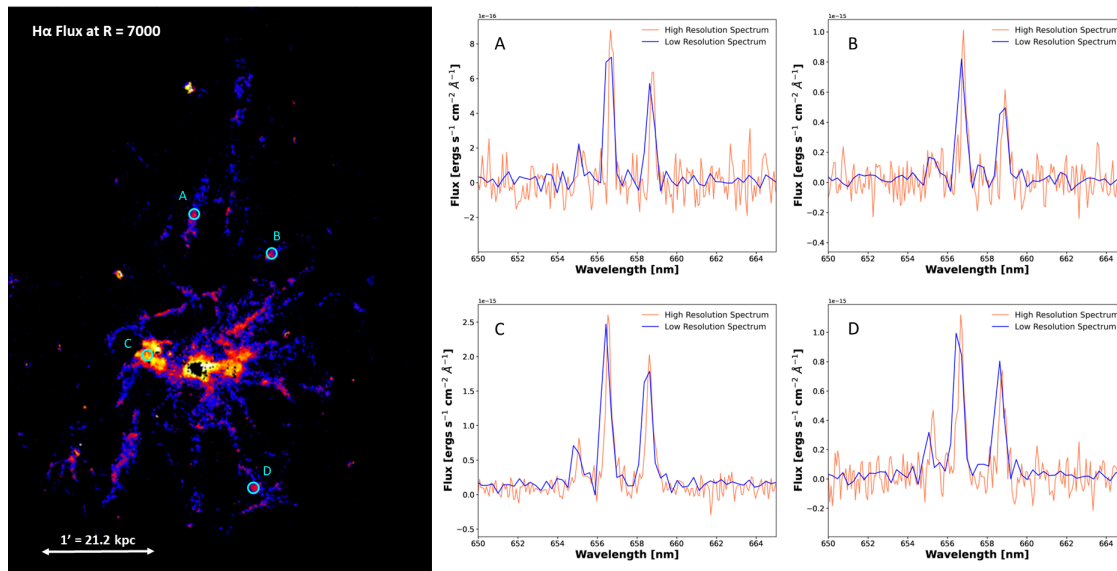 Hα Flux at R = 7000
A
B
C
D
1’ = 21.2 kpc
1e−16
A
High Resolution Spectrum
Low Resolution Spectrum
8
6
4
2
0
−2
Flux [ergs s⁻¹ cm⁻² Å⁻¹]
650 652 654 656 658 660 662 664
Wavelength [nm]
1e−15
B
High Resolution Spectrum
Low Resolution Spectrum
1.0
0.8
0.6
0.4
0.2
0.0
−0.2
−0.4
Flux [ergs s⁻¹ cm⁻² Å⁻¹]
650 652 654 656 658 660 662 664
Wavelength [nm]
1e−15
C
High Resolution Spectrum
Low Resolution Spectrum
2.5
2.0
1.5
1.0
0.5
0.0
−0.5
Flux [ergs s⁻¹ cm⁻² Å⁻¹]
650 652 654 656 658 660 662 664
Wavelength [nm]
1e−15
D
High Resolution Spectrum
Low Resolution Spectrum
1.0
0.8
0.6
0.4
0.2
0.0
−0.2
−0.4
Flux [ergs s⁻¹ cm⁻² Å⁻¹]
650 652 654 656 658 660 662 664
Wavelength [nm]